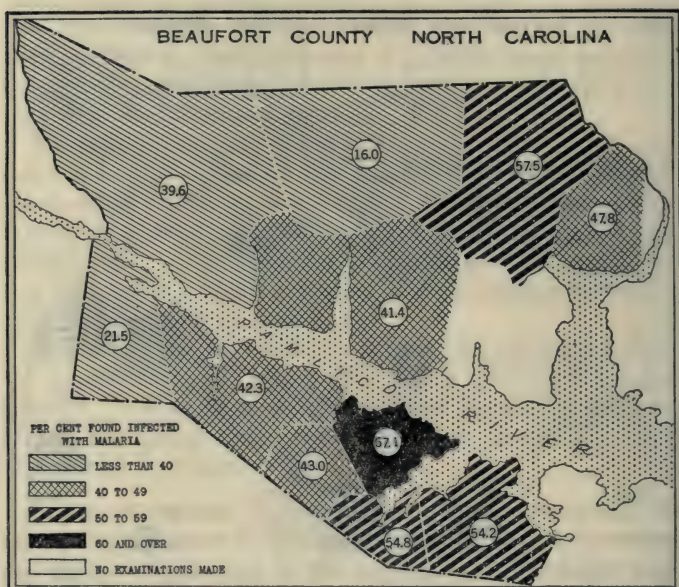 BEAUFORT COUNTY NORTH CAROLINA
16.0
57.5
39.6
47.8
41.4
21.5
PAMLICO RIVER
42.3
67.1
43.0
54.8
54.2
PER CENT FOUND INFECTED
WITH MALARIA
LESS THAN 40
40 TO 49
50 TO 59
60 AND OVER
NO EXAMINATIONS MADE